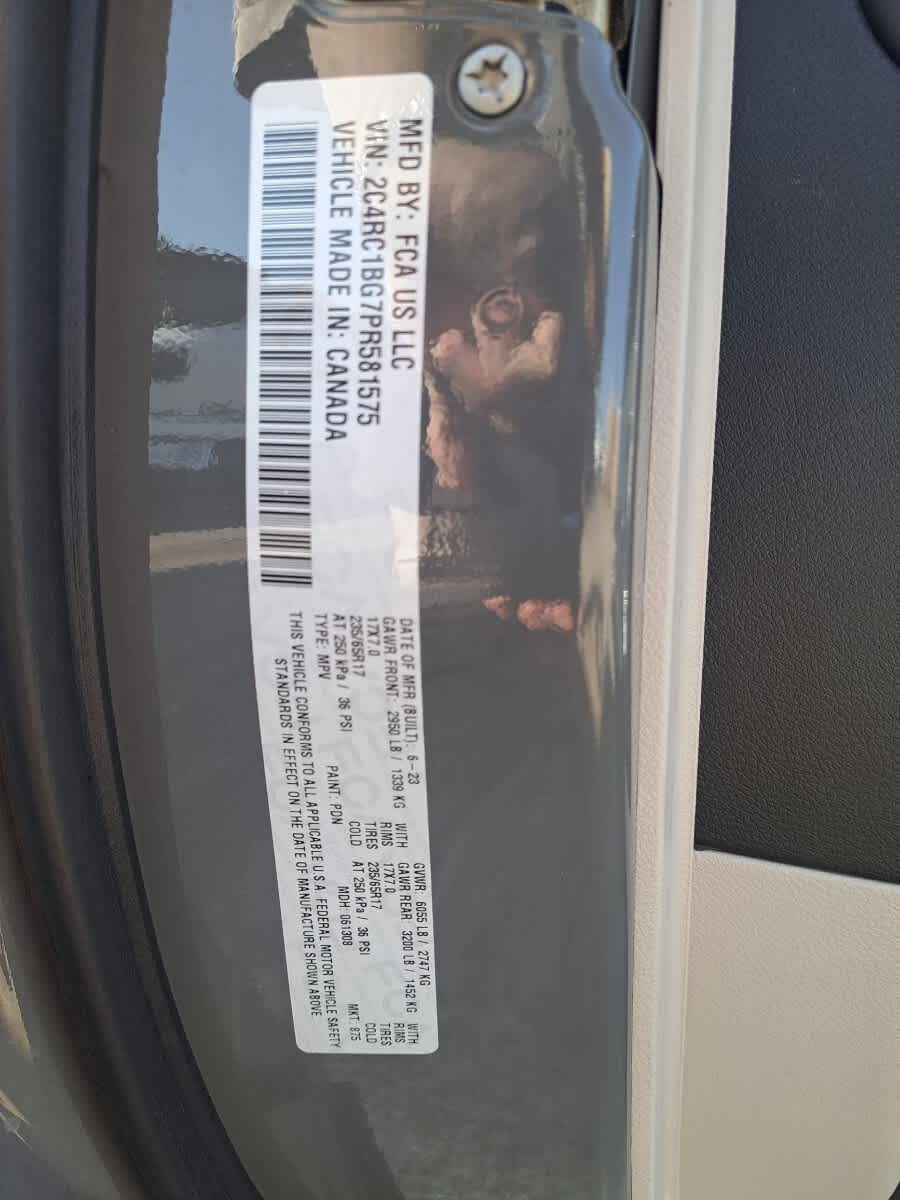 MFD BY: FCA US LLC
VIN: 2C4RC1BG7PR581575
VEHICLE MADE IN: CANADA
DATE OF MFR (BUILT): 6-23
GVWR: 6055 LB / 2747 KG
GAWR FRONT: 2950 LB / 1339 KG WITH
GAWR REAR: 3200 LB / 1452 KG WITH
17X7.0 RIMS
17X7.0 RIMS
235/65R17 TIRES
235/65R17 TIRES
AT 250 kPa / 36 PSI COLD
AT 250 kPa / 36 PSI COLD
TYPE: MPV PAINT: PDN MDH: 061308 MKT: 875
THIS VEHICLE CONFORMS TO ALL APPLICABLE U.S.A. FEDERAL MOTOR VEHICLE SAFETY
STANDARDS IN EFFECT ON THE DATE OF MANUFACTURE SHOWN ABOVE